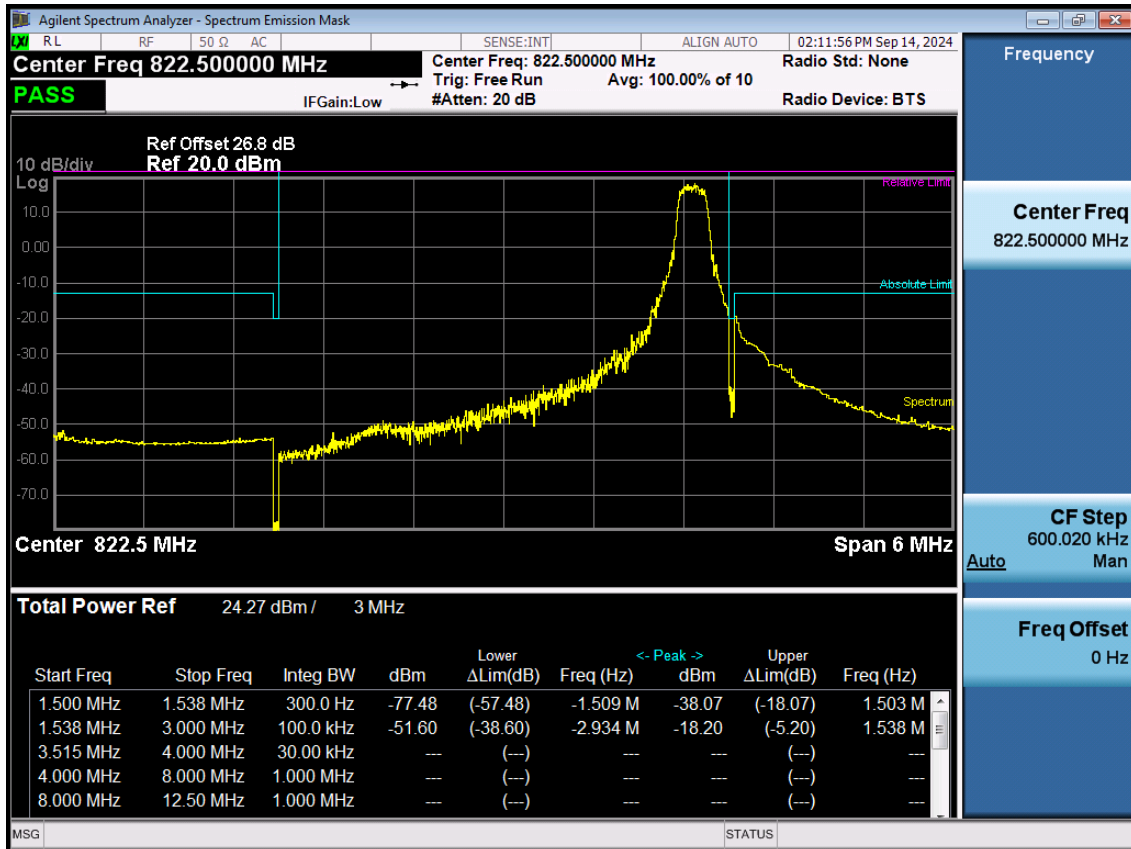 Agilent Spectrum Analyzer - Spectrum Emission Mask
LXI RL RF 50 Ω AC SENSE:INT ALIGN AUTO 02:11:56 PM Sep 14, 2024
Center Freq 822.500000 MHz
PASS
IFGain:Low
Center Freq: 822.500000 MHz
Trig: Free Run Avg: 100.00% of 10
#Atten: 20 dB
Radio Std: None
Radio Device: BTS
Ref Offset 26.8 dB
10 dB/div Ref 20.0 dBm
Log
Relative Limit
10.0
0.00
-10.0
Absolute Limit
-20.0
-30.0
-40.0
Spectrum
-50.0
-60.0
-70.0
Center 822.5 MHz Span 6 MHz
Total Power Ref 24.27 dBm / 3 MHz
Lower <- Peak -> Upper
Start Freq Stop Freq Integ BW dBm ΔLim(dB) Freq (Hz) dBm ΔLim(dB) Freq (Hz)
1.500 MHz 1.538 MHz 300.0 Hz -77.48 (-57.48) -1.509 M -38.07 (-18.07) 1.503 M
1.538 MHz 3.000 MHz 100.0 kHz -51.60 (-38.60) -2.934 M -18.20 (-5.20) 1.538 M
3.515 MHz 4.000 MHz 30.00 kHz --- (---) --- --- (---) ---
4.000 MHz 8.000 MHz 1.000 MHz --- (---) --- --- (---) ---
8.000 MHz 12.50 MHz 1.000 MHz --- (---) --- --- (---) ---
MSG STATUS
Frequency
Center Freq
822.500000 MHz
CF Step
600.020 kHz
Auto Man
Freq Offset
0 Hz